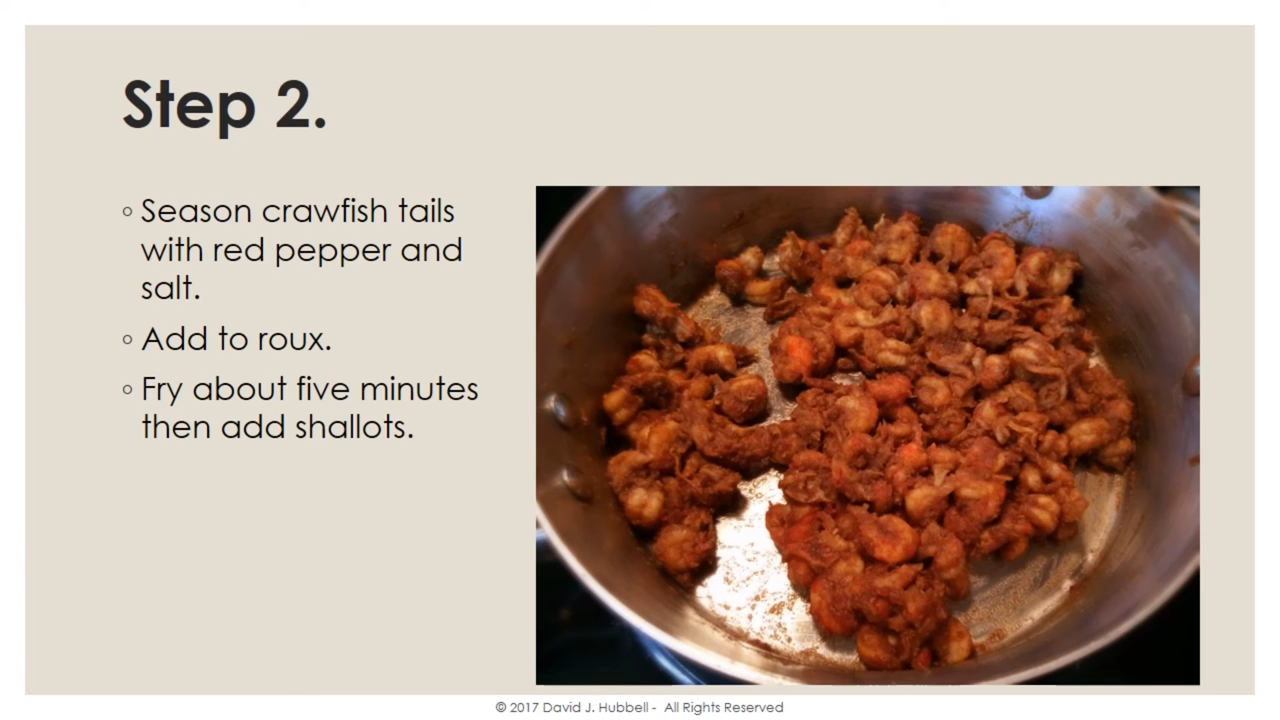 Step 2.
◦ Season crawfish tails
with red pepper and
salt.
◦ Add to roux.
◦ Fry about five minutes
then add shallots.
© 2017 David J. Hubbell - All Rights Reserved